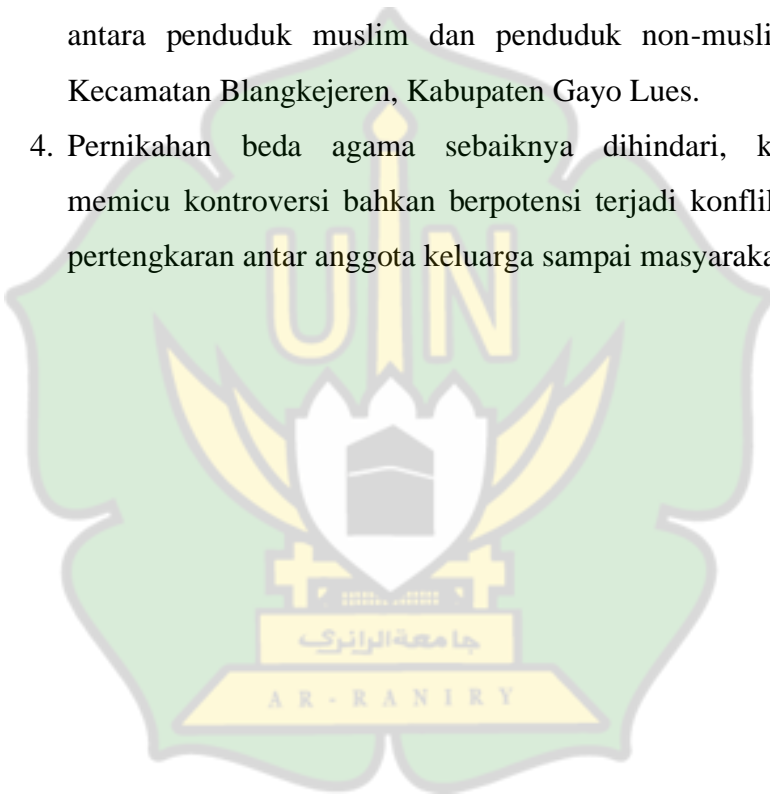 antara penduduk muslim dan penduduk non-musli
Kecamatan Blangkejeren, Kabupaten Gayo Lues.
4. Pernikahan beda agama sebaiknya dihindari, k
memicu kontroversi bahkan berpotensi terjadi konfli
pertengkaran antar anggota keluarga sampai masyaraka
UIN
جامعة الرانري
AR-RANIRY